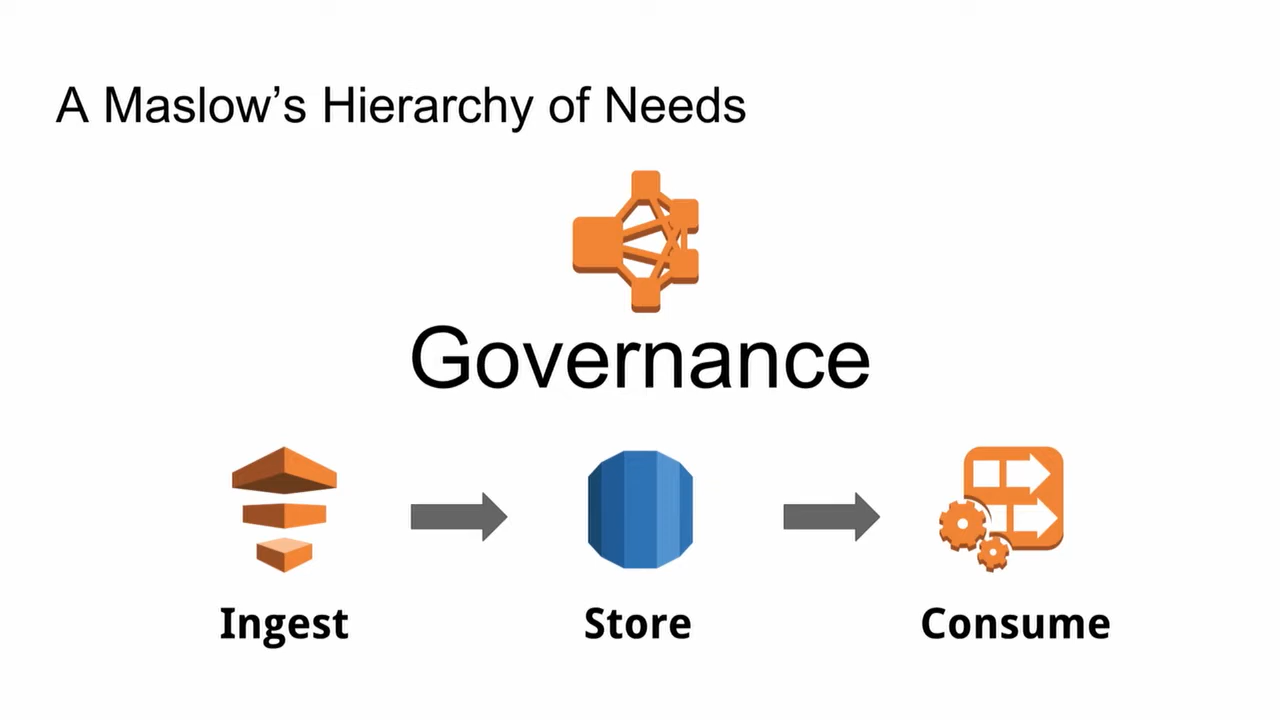 A Maslow’s Hierarchy of Needs
Governance
Ingest
Store
Consume